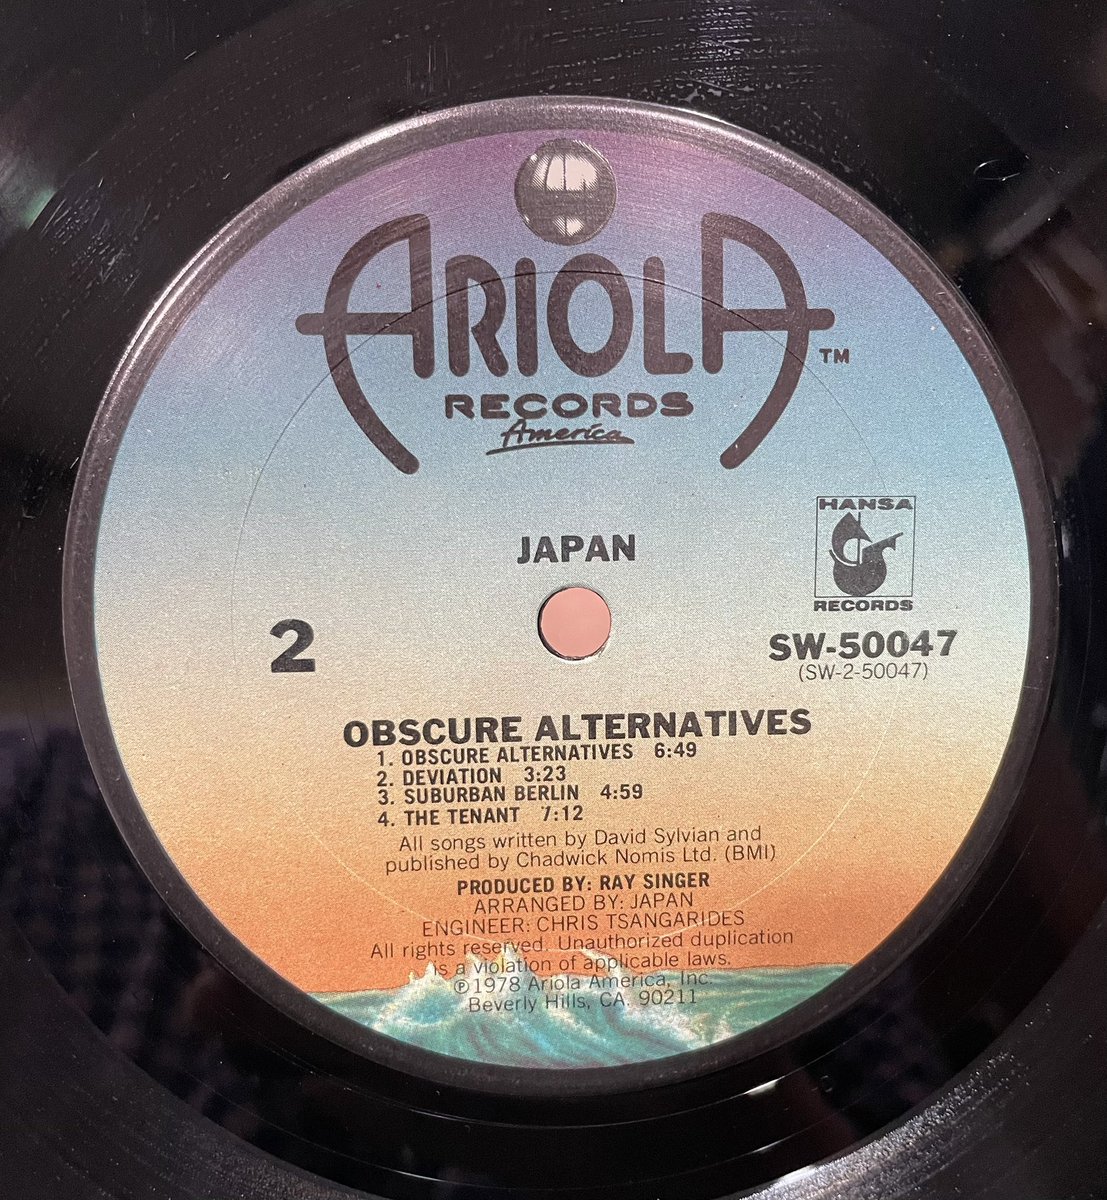 ARIOLA TM
RECORDS
America
JAPAN
HANSA
RECORDS
2
SW-50047
(SW-2-50047)
OBSCURE ALTERNATIVES
1. OBSCURE ALTERNATIVES 6:49
2. DEVIATION 3:23
3. SUBURBAN BERLIN 4:59
4. THE TENANT 7:12
All songs written by David Sylvian and
published by Chadwick Nomis Ltd. (BMI)
PRODUCED BY: RAY SINGER
ARRANGED BY: JAPAN
ENGINEER: CHRIS TSANGARIDES
All rights reserved. Unauthorized duplication
is a violation of applicable laws.
℗1978 Ariola America, Inc.
Beverly Hills, CA. 90211